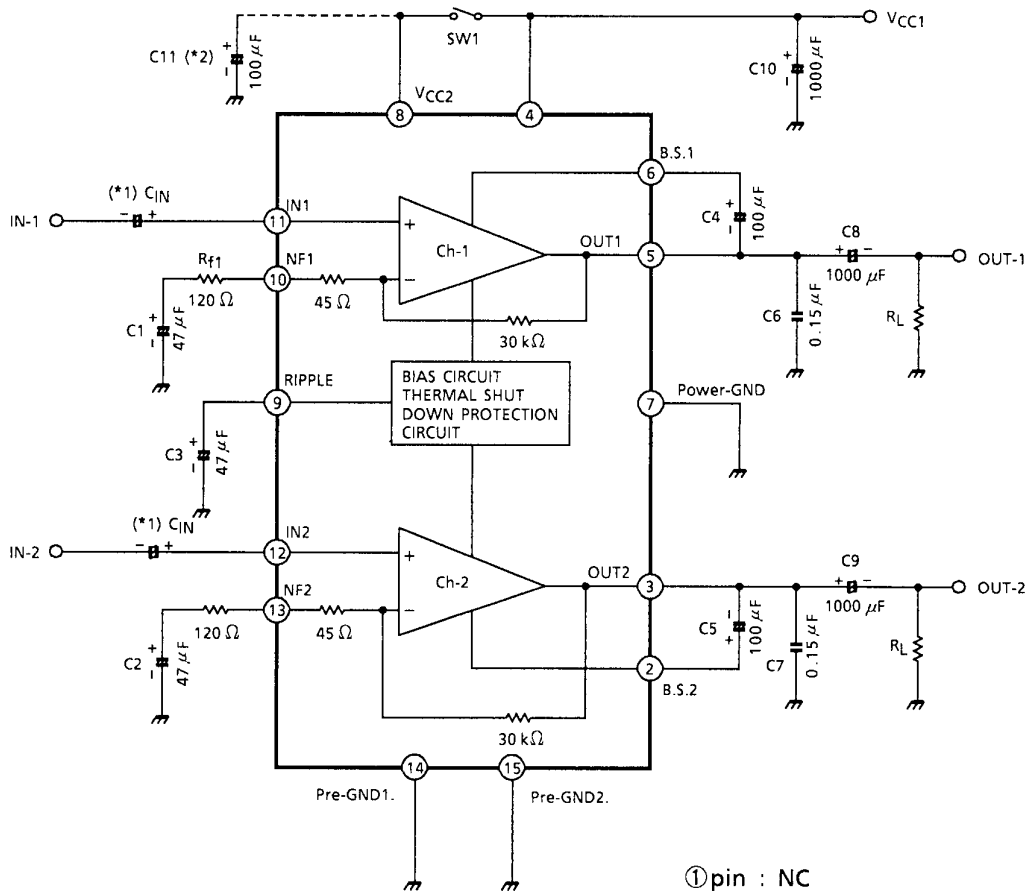 VCC1
SW1
C11 (*2)
+
-
100 μF
C10
+
-
1000 μF
VCC2
8
4
B.S.1
6
(*1) CIN
- +
IN-1
IN1
11
+
Ch-1
C4
+
-
100 μF
C8
OUT1
5
+ -
1000 μF
OUT-1
Rf1
NF1
10
-
120 Ω
45 Ω
C1
+
-
47 μF
30 kΩ
C6
0.15 μF
RL
RIPPLE
9
BIAS CIRCUIT
THERMAL SHUT
DOWN PROTECTION
CIRCUIT
7
Power-GND
C3
+
-
47 μF
(*1) CIN
- +
IN-2
IN2
12
+
Ch-2
OUT2
3
C9
+ -
1000 μF
OUT-2
NF2
13
-
120 Ω
45 Ω
C2
+
-
47 μF
C5
-
+
100 μF
C7
0.15 μF
RL
2
B.S.2
30 kΩ
14
15
Pre-GND1.
Pre-GND2.
①pin : NC